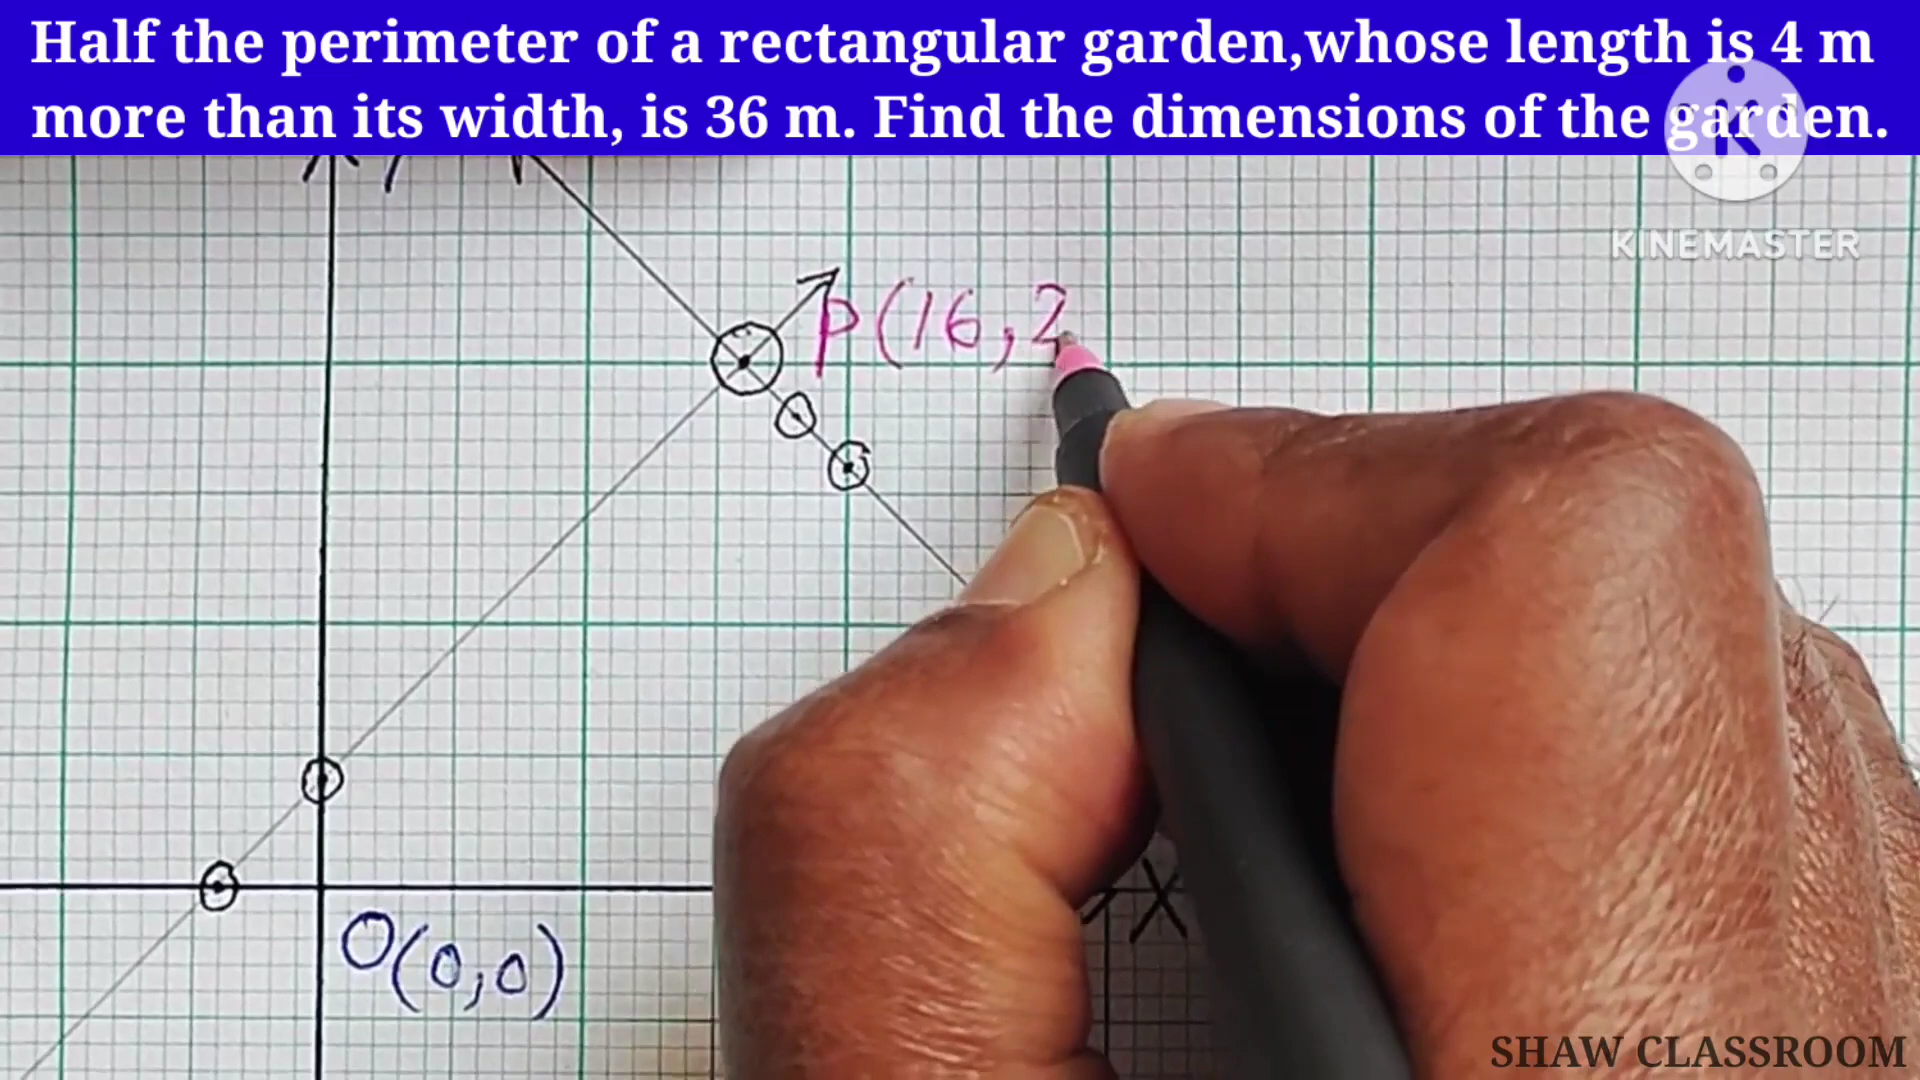 Half the perimeter of a rectangular garden,whose length is 4 m
more than its width, is 36 m. Find the dimensions of the garden.
KINEMASTER
P(16,2
X
O(0,0)
SHAW CLASSROOM